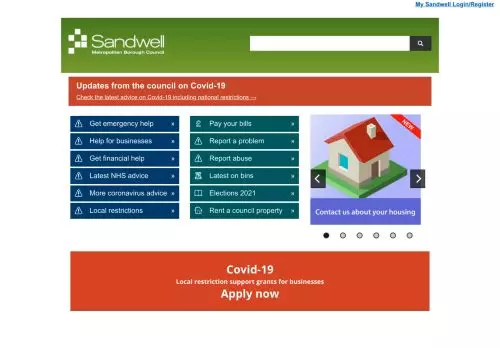 My Sandwell Login/Register
Sandwell
Metropolitan Borough Council
Updates from the council on Covid-19
Check the latest advice on Covid-19 including national restrictions →
Get emergency help »
Help for businesses »
Get financial help »
Latest NHS advice »
More coronavirus advice »
Local restrictions »
Pay your bills »
Report a problem »
Report abuse »
Latest on bins »
Elections 2021 »
Rent a council property »
NEW
Contact us about your housing
Covid-19
Local restriction support grants for businesses
Apply now